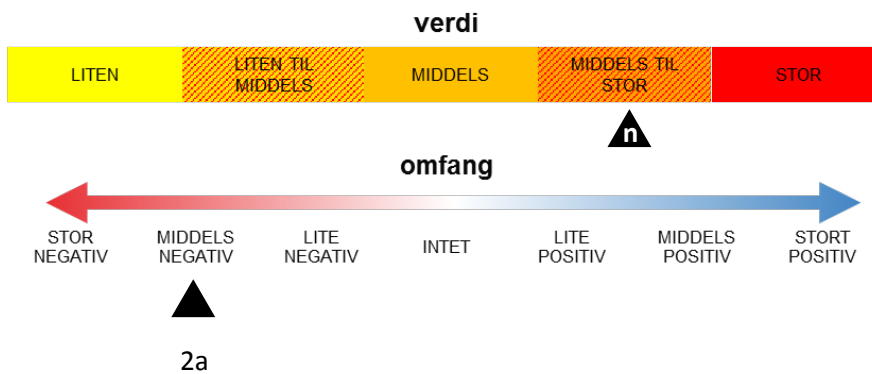 verdi
LITEN
LITEN TIL
MIDDELS
MIDDELS
MIDDELS TIL
STOR
STOR
n
omfang
STOR
NEGATIV
MIDDELS
NEGATIV
LITE
NEGATIV
INTET
LITE
POSITIV
MIDDELS
POSITIV
STORT
POSITIV
2a